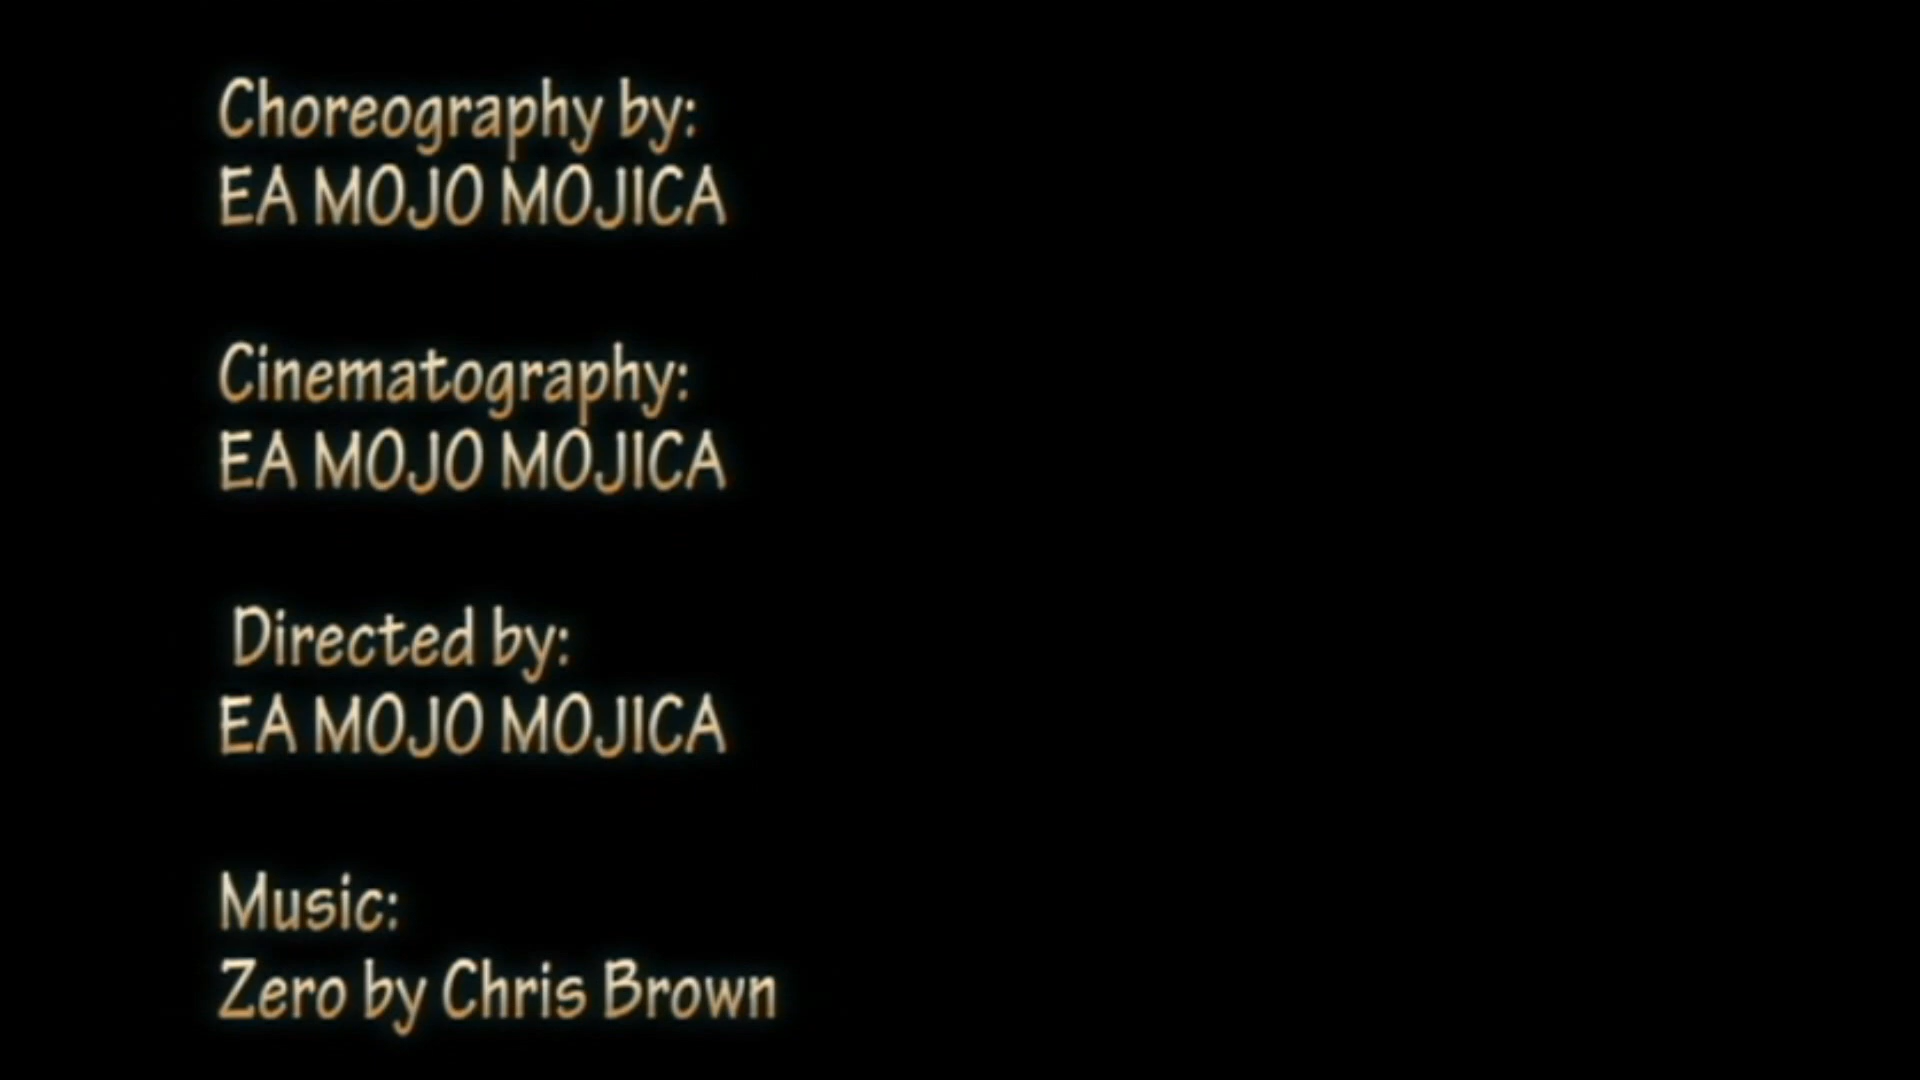 Choreography by:
EA MOJO MOJICA
Cinematography:
EA MOJO MOJICA
Directed by:
EA MOJO MOJICA
Music:
Zero by Chris Brown